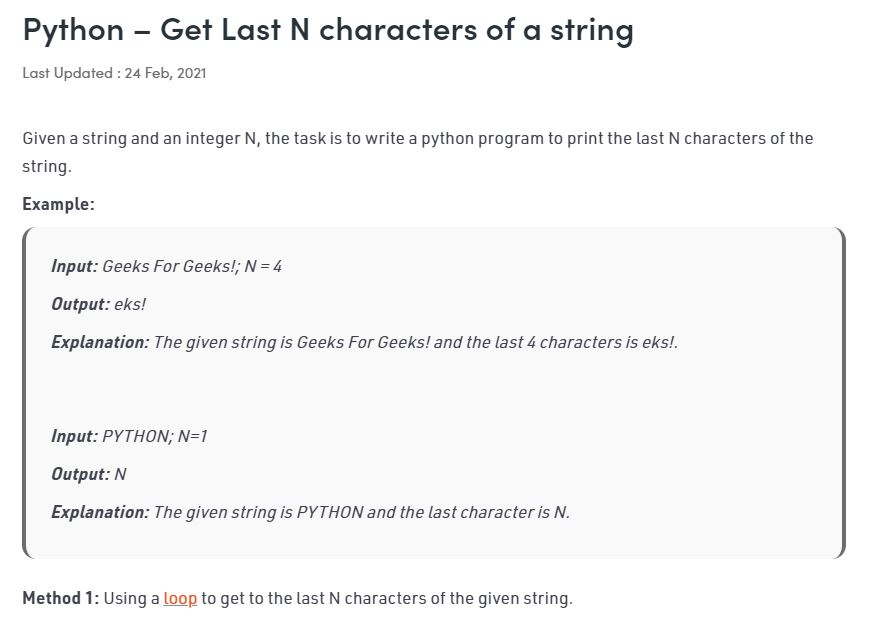 Python – Get Last N characters of a string
Last Updated : 24 Feb, 2021
Given a string and an integer N, the task is to write a python program to print the last N characters of the
string.
Example:
Input: Geeks For Geeks!; N = 4
Output: eks!
Explanation: The given string is Geeks For Geeks! and the last 4 characters is eks!.
Input: PYTHON; N=1
Output: N
Explanation: The given string is PYTHON and the last character is N.
Method 1: Using a loop to get to the last N characters of the given string.